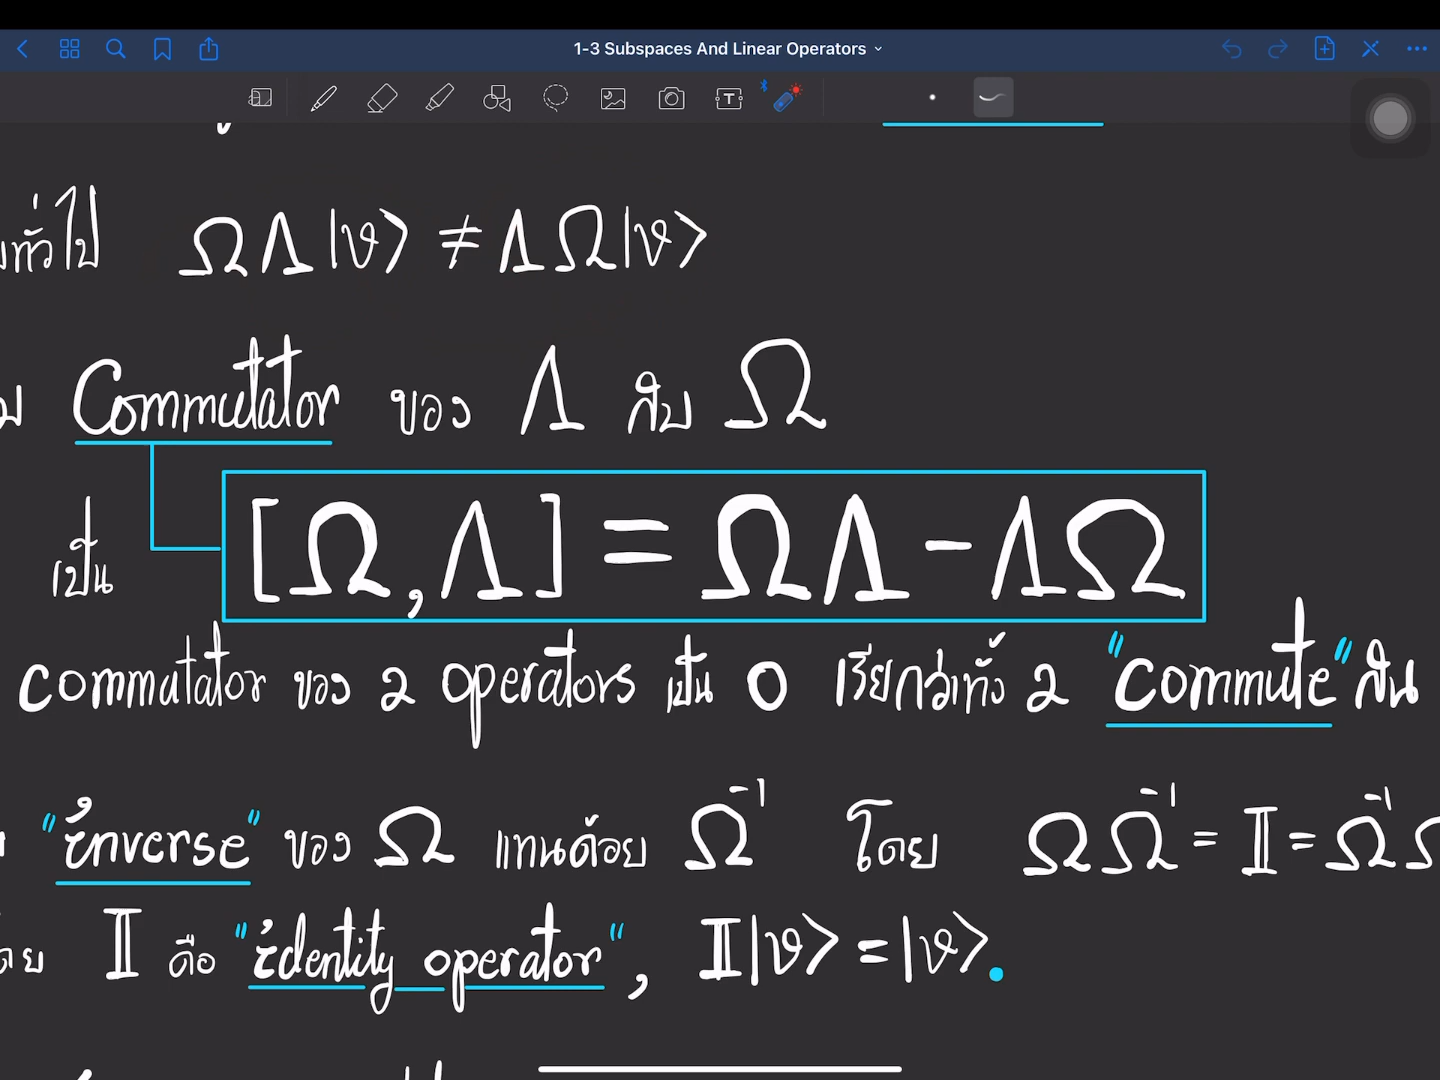 1-3 Subspaces And Linear Operators
ทั่วไป ΩΛ|v⟩ ≠ ΛΩ|v⟩
Commutator ของ Λ กับ Ω
เป็น [Ω,Λ] = ΩΛ-ΛΩ
commutator ของ 2 operators เป็น 0 เรียกว่าทั้ง 2 "commute" กัน
"inverse" ของ Ω แทนด้วย Ω⁻¹ โดย ΩΩ⁻¹ = 𝕀 = Ω⁻¹Ω
𝕀 คือ "identity operator", 𝕀|v⟩ = |v⟩.